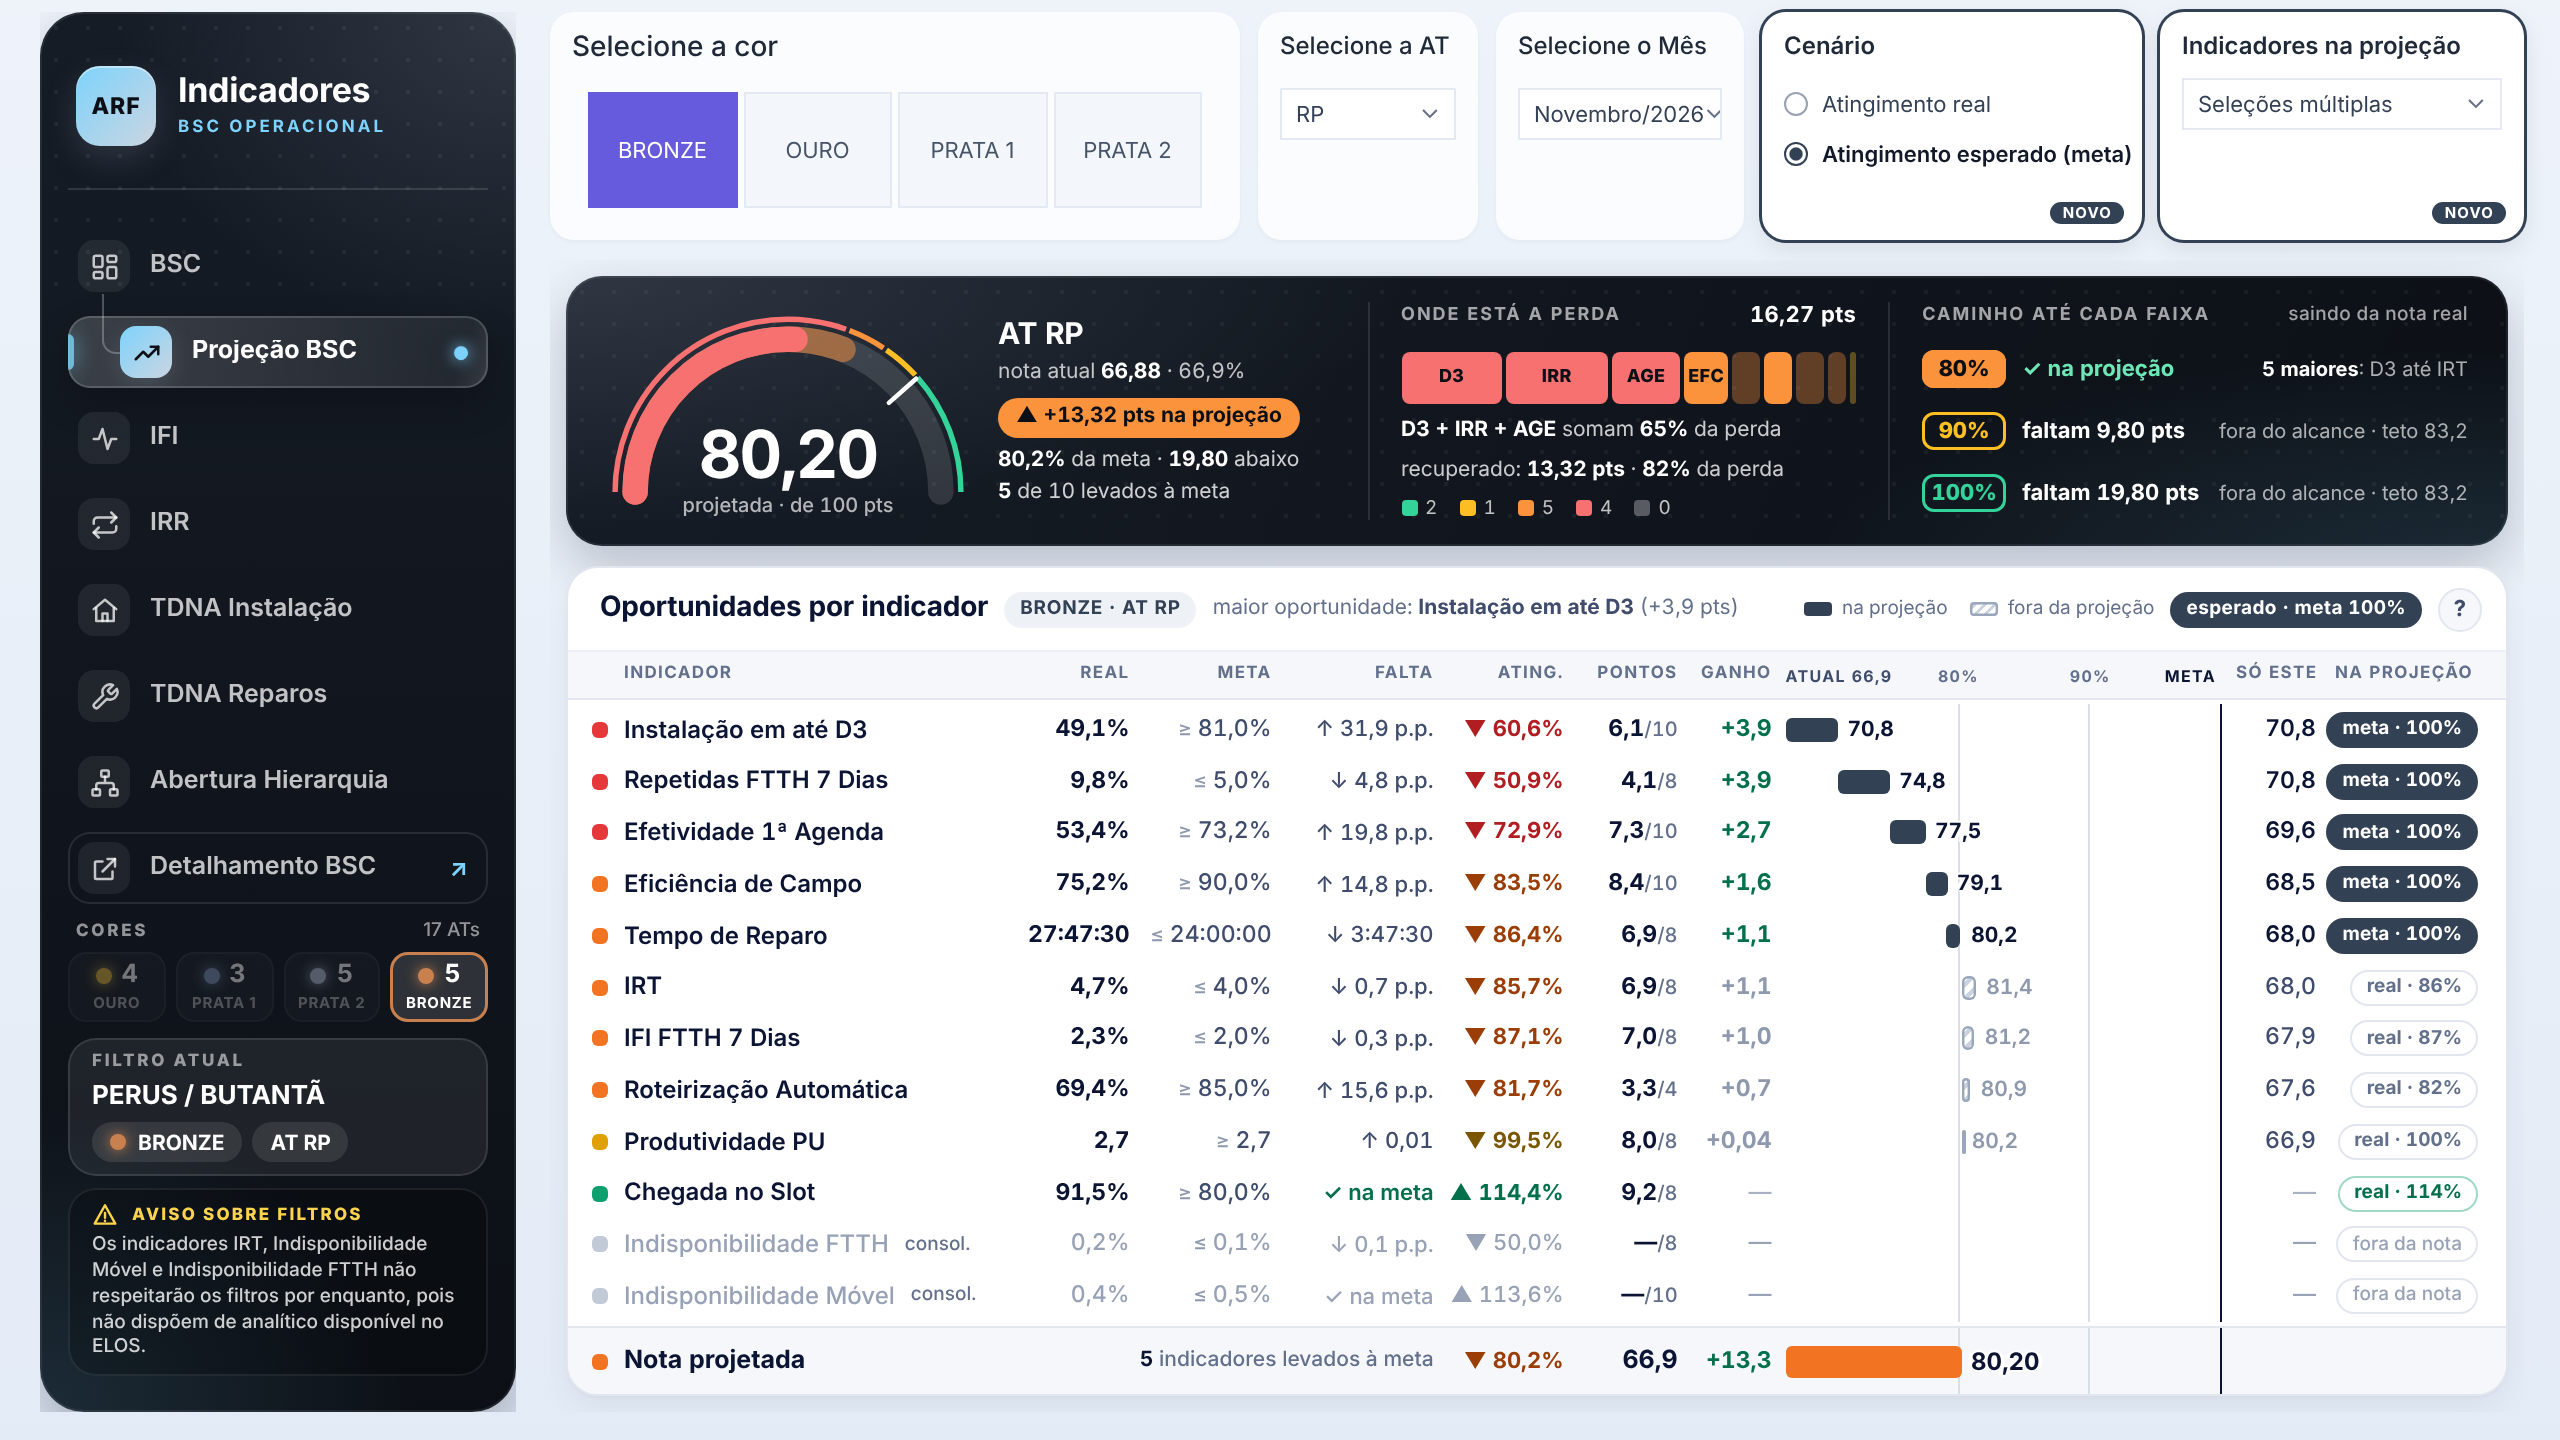 ARF
Indicadores
BSC OPERACIONAL
BSC
Projeção BSC
IFI
IRR
TDNA Instalação
TDNA Reparos
Abertura Hierarquia
Detalhamento BSC
CORES 17 ATs
4 OURO
3 PRATA 1
5 PRATA 2
5 BRONZE
FILTRO ATUAL
PERUS / BUTANTÃ
BRONZE AT RP
AVISO SOBRE FILTROS
Os indicadores IRT, Indisponibilidade
Móvel e Indisponibilidade FTTH não
respeitarão os filtros por enquanto, pois
não dispõem de analítico disponível no
ELOS.
Selecione a cor
BRONZE OURO PRATA 1 PRATA 2
Selecione a AT
RP
Selecione o Mês
Novembro/2026
Cenário
Atingimento real
Atingimento esperado (meta)
NOVO
Indicadores na projeção
Seleções múltiplas
NOVO
80,20
projetada · de 100 pts
AT RP
nota atual 66,88 · 66,9%
▲ +13,32 pts na projeção
80,2% da meta · 19,80 abaixo
5 de 10 levados à meta
ONDE ESTÁ A PERDA 16,27 pts
D3 IRR AGE EFC
D3 + IRR + AGE somam 65% da perda
recuperado: 13,32 pts · 82% da perda
2 1 5 4 0
CAMINHO ATÉ CADA FAIXA saindo da nota real
80% ✓ na projeção 5 maiores: D3 até IRT
90% faltam 9,80 pts fora do alcance · teto 83,2
100% faltam 19,80 pts fora do alcance · teto 83,2
Oportunidades por indicador BRONZE · AT RP maior oportunidade: Instalação em até D3 (+3,9 pts) na projeção fora da projeção esperado · meta 100% ?
INDICADOR REAL META FALTA ATING. PONTOS GANHO ATUAL 66,9 80% 90% META SÓ ESTE NA PROJEÇÃO
Instalação em até D3 49,1% ≥ 81,0% ↑ 31,9 p.p. ▼ 60,6% 6,1/10 +3,9 70,8 70,8 meta · 100%
Repetidas FTTH 7 Dias 9,8% ≤ 5,0% ↓ 4,8 p.p. ▼ 50,9% 4,1/8 +3,9 74,8 70,8 meta · 100%
Efetividade 1ª Agenda 53,4% ≥ 73,2% ↑ 19,8 p.p. ▼ 72,9% 7,3/10 +2,7 77,5 69,6 meta · 100%
Eficiência de Campo 75,2% ≥ 90,0% ↑ 14,8 p.p. ▼ 83,5% 8,4/10 +1,6 79,1 68,5 meta · 100%
Tempo de Reparo 27:47:30 ≤ 24:00:00 ↓ 3:47:30 ▼ 86,4% 6,9/8 +1,1 80,2 68,0 meta · 100%
IRT 4,7% ≤ 4,0% ↓ 0,7 p.p. ▼ 85,7% 6,9/8 +1,1 81,4 68,0 real · 86%
IFI FTTH 7 Dias 2,3% ≤ 2,0% ↓ 0,3 p.p. ▼ 87,1% 7,0/8 +1,0 81,2 67,9 real · 87%
Roteirização Automática 69,4% ≥ 85,0% ↑ 15,6 p.p. ▼ 81,7% 3,3/4 +0,7 80,9 67,6 real · 82%
Produtividade PU 2,7 ≥ 2,7 ↑ 0,01 ▼ 99,5% 8,0/8 +0,04 80,2 66,9 real · 100%
Chegada no Slot 91,5% ≥ 80,0% ✓ na meta ▲ 114,4% 9,2/8 — — real · 114%
Indisponibilidade FTTH consol. 0,2% ≤ 0,1% ↓ 0,1 p.p. ▼ 50,0% —/8 — — fora da nota
Indisponibilidade Móvel consol. 0,4% ≤ 0,5% ✓ na meta ▲ 113,6% —/10 — — fora da nota
Nota projetada 5 indicadores levados à meta ▼ 80,2% 66,9 +13,3 80,20